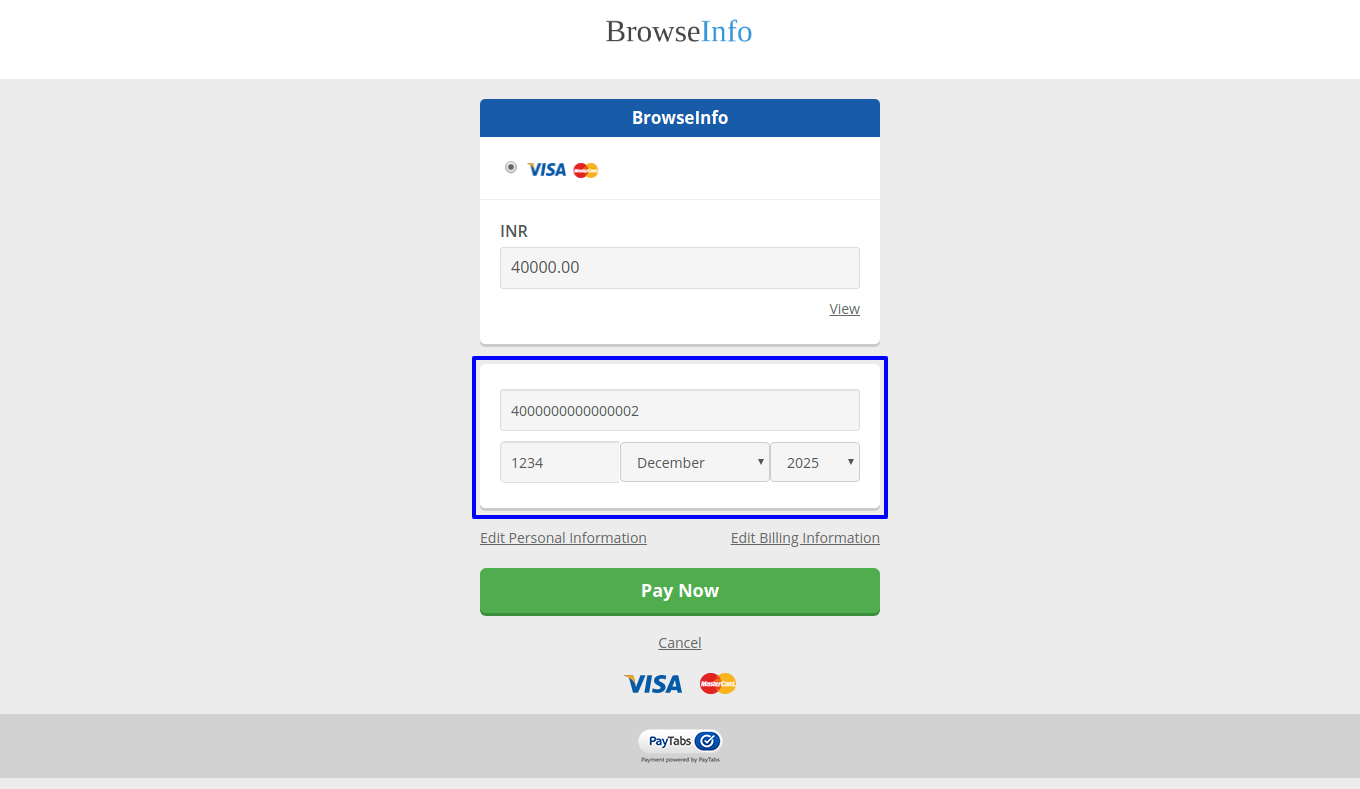 BrowseInfo
BrowseInfo
VISA MasterCard
INR
40000.00
View
4000000000000002
1234 December 2025
Edit Personal Information Edit Billing Information
Pay Now
Cancel
VISA MasterCard
PayTabs
Payment powered by PayTabs